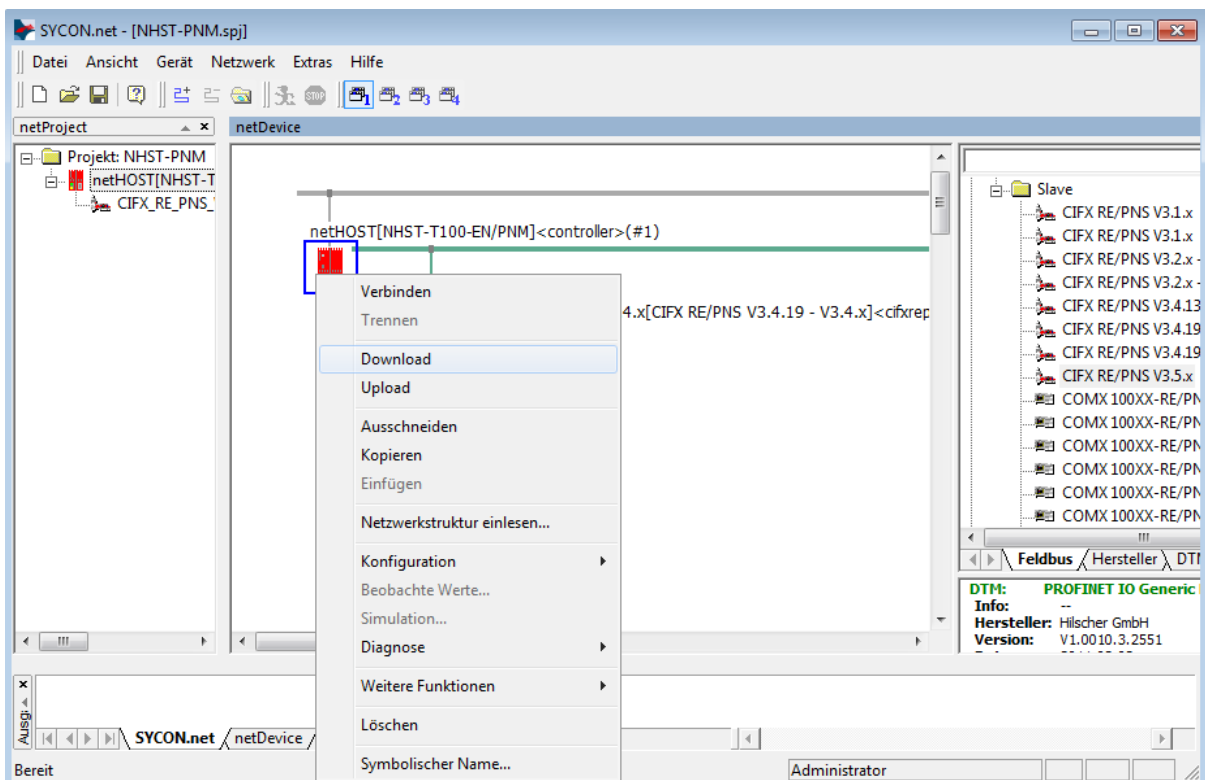 SYCON.net - [NHST-PNM.spj]
Datei Ansicht Gerät Netzwerk Extras Hilfe
netProject
netDevice
Projekt: NHST-PNM
netHOST[NHST-T
CIFX_RE_PNS_
netHOST[NHST-T100-EN/PNM]<controller>(#1)
4.x[CIFX RE/PNS V3.4.19 - V3.4.x]<cifxrep
Verbinden
Trennen
Download
Upload
Ausschneiden
Kopieren
Einfügen
Netzwerkstruktur einlesen...
Konfiguration
Beobachte Werte...
Simulation...
Diagnose
Weitere Funktionen
Löschen
Symbolischer Name...
Slave
CIFX RE/PNS V3.1.x
CIFX RE/PNS V3.1.x
CIFX RE/PNS V3.2.x -
CIFX RE/PNS V3.2.x -
CIFX RE/PNS V3.4.13
CIFX RE/PNS V3.4.19
CIFX RE/PNS V3.4.19
CIFX RE/PNS V3.5.x
COMX 100XX-RE/PN
COMX 100XX-RE/PN
COMX 100XX-RE/PN
COMX 100XX-RE/PN
COMX 100XX-RE/PN
COMX 100XX-RE/PN
Feldbus Hersteller DTM
DTM: PROFINET IO Generic
Info: --
Hersteller: Hilscher GmbH
Version: V1.0010.3.2551
Ausg
SYCON.net netDevice
Bereit
Administrator